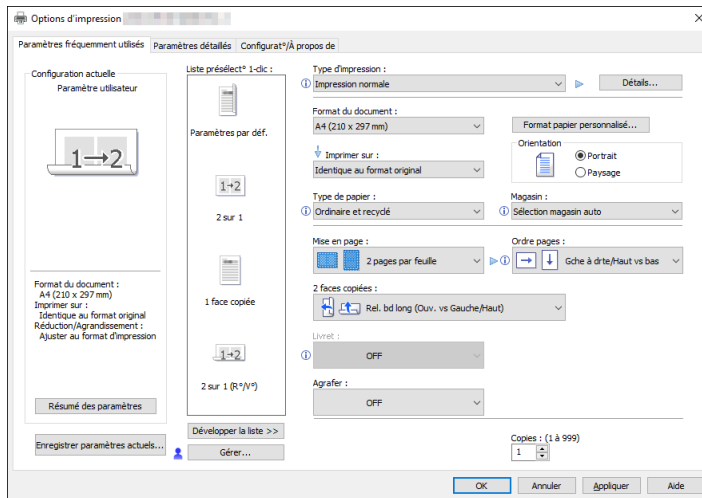 Options d'impression
Paramètres fréquemment utilisés
Paramètres détaillés
Configurat°/À propos de
Configuration actuelle
Paramètre utilisateur
1→2
Format du document :
A4 (210 x 297 mm)
Imprimer sur :
Identique au format original
Réduction/Agrandissement :
Ajuster au format d'impression
Résumé des paramètres
Enregistrer paramètres actuels...
Liste présélect° 1-clic :
Paramètres par déf.
1→2
2 sur 1
1 face copiée
1→2
2 sur 1 (R°/V°)
Développer la liste >>
Gérer...
Type d'impression :
Impression normale
Détails...
Format du document :
A4 (210 x 297 mm)
Format papier personnalisé...
Imprimer sur :
Identique au format original
Orientation
Portrait
Paysage
Type de papier :
Ordinaire et recyclé
Magasin :
Sélection magasin auto
Mise en page :
2 pages par feuille
Ordre pages :
Gche à drte/Haut vs bas
2 faces copiées :
Rel. bd long (Ouv. vs Gauche/Haut)
Livret :
OFF
Agrafer :
OFF
Copies : (1 à 999)
1
OK
Annuler
Appliquer
Aide